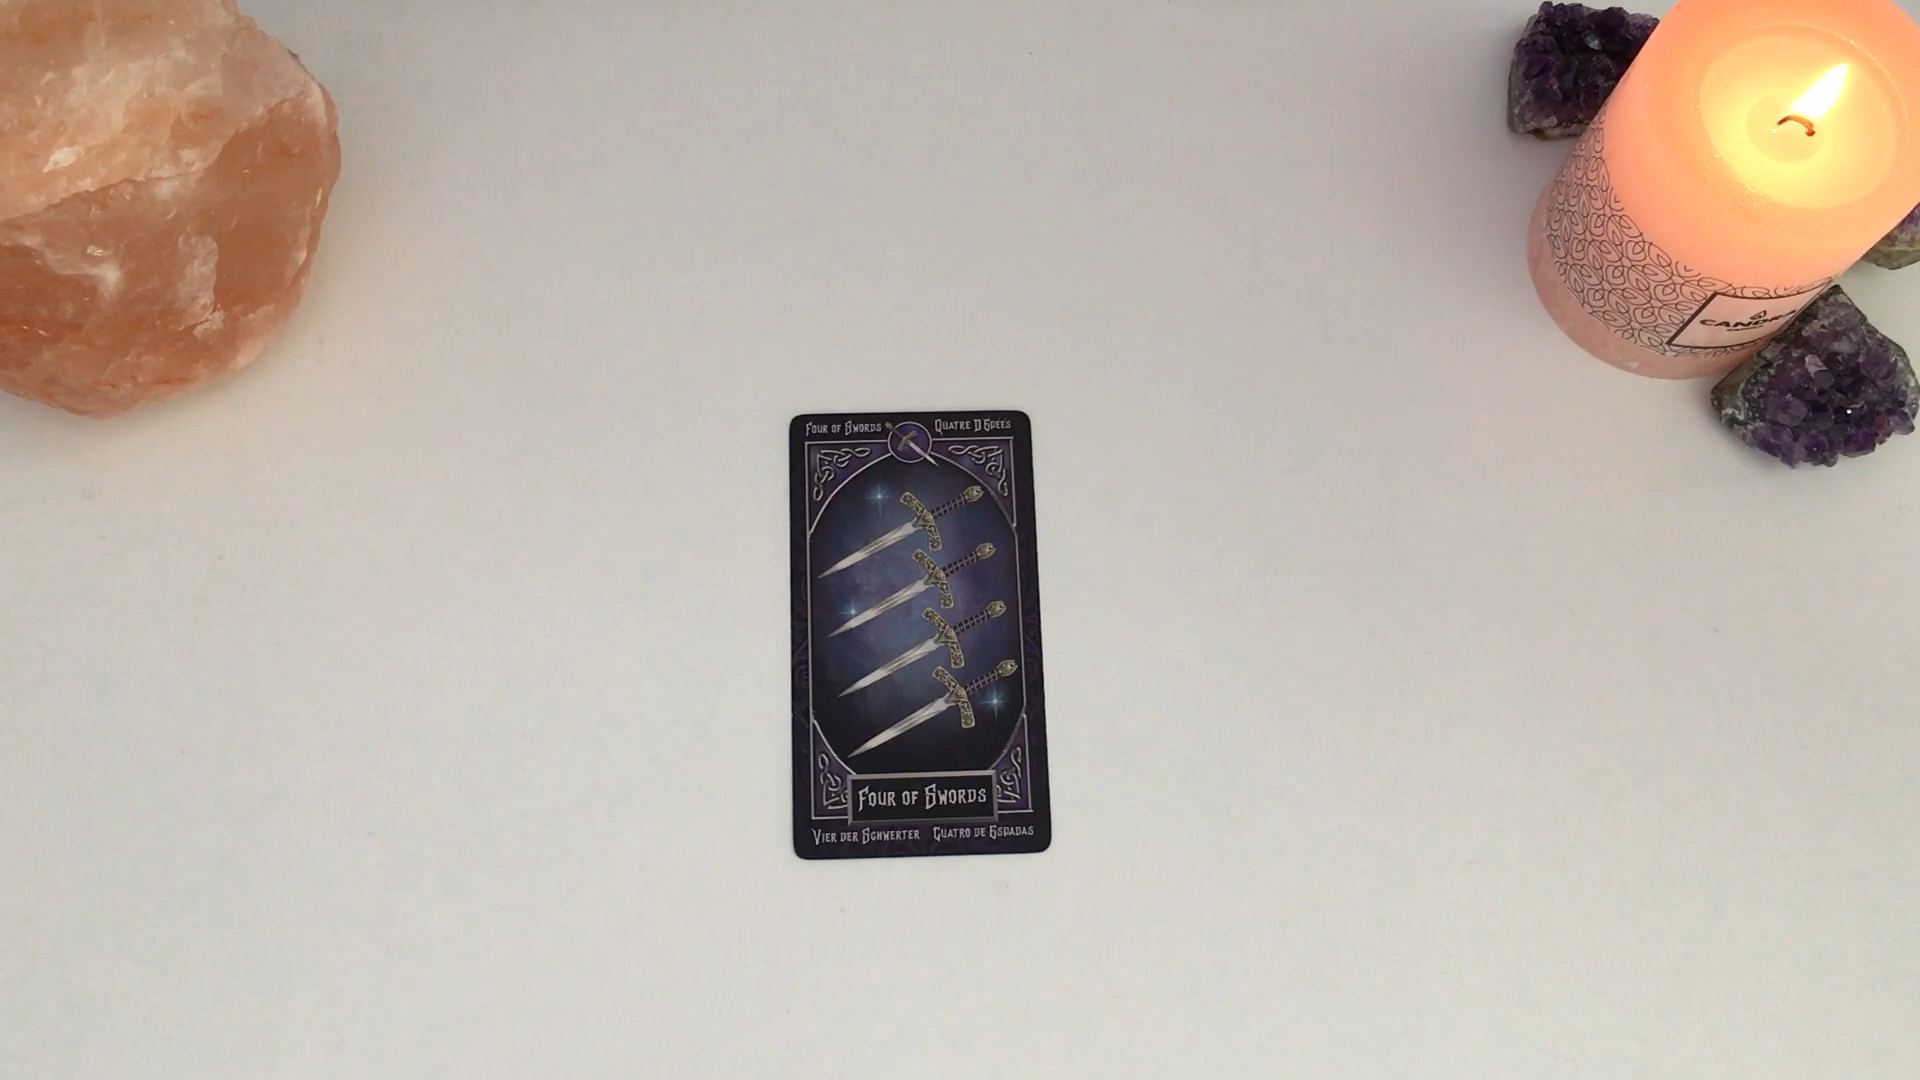 FOUR OF SWORDS QUATRE D'ÉPÉES
FOUR OF SWORDS
VIER DER SCHWERTER CUATRO DE ESPADAS